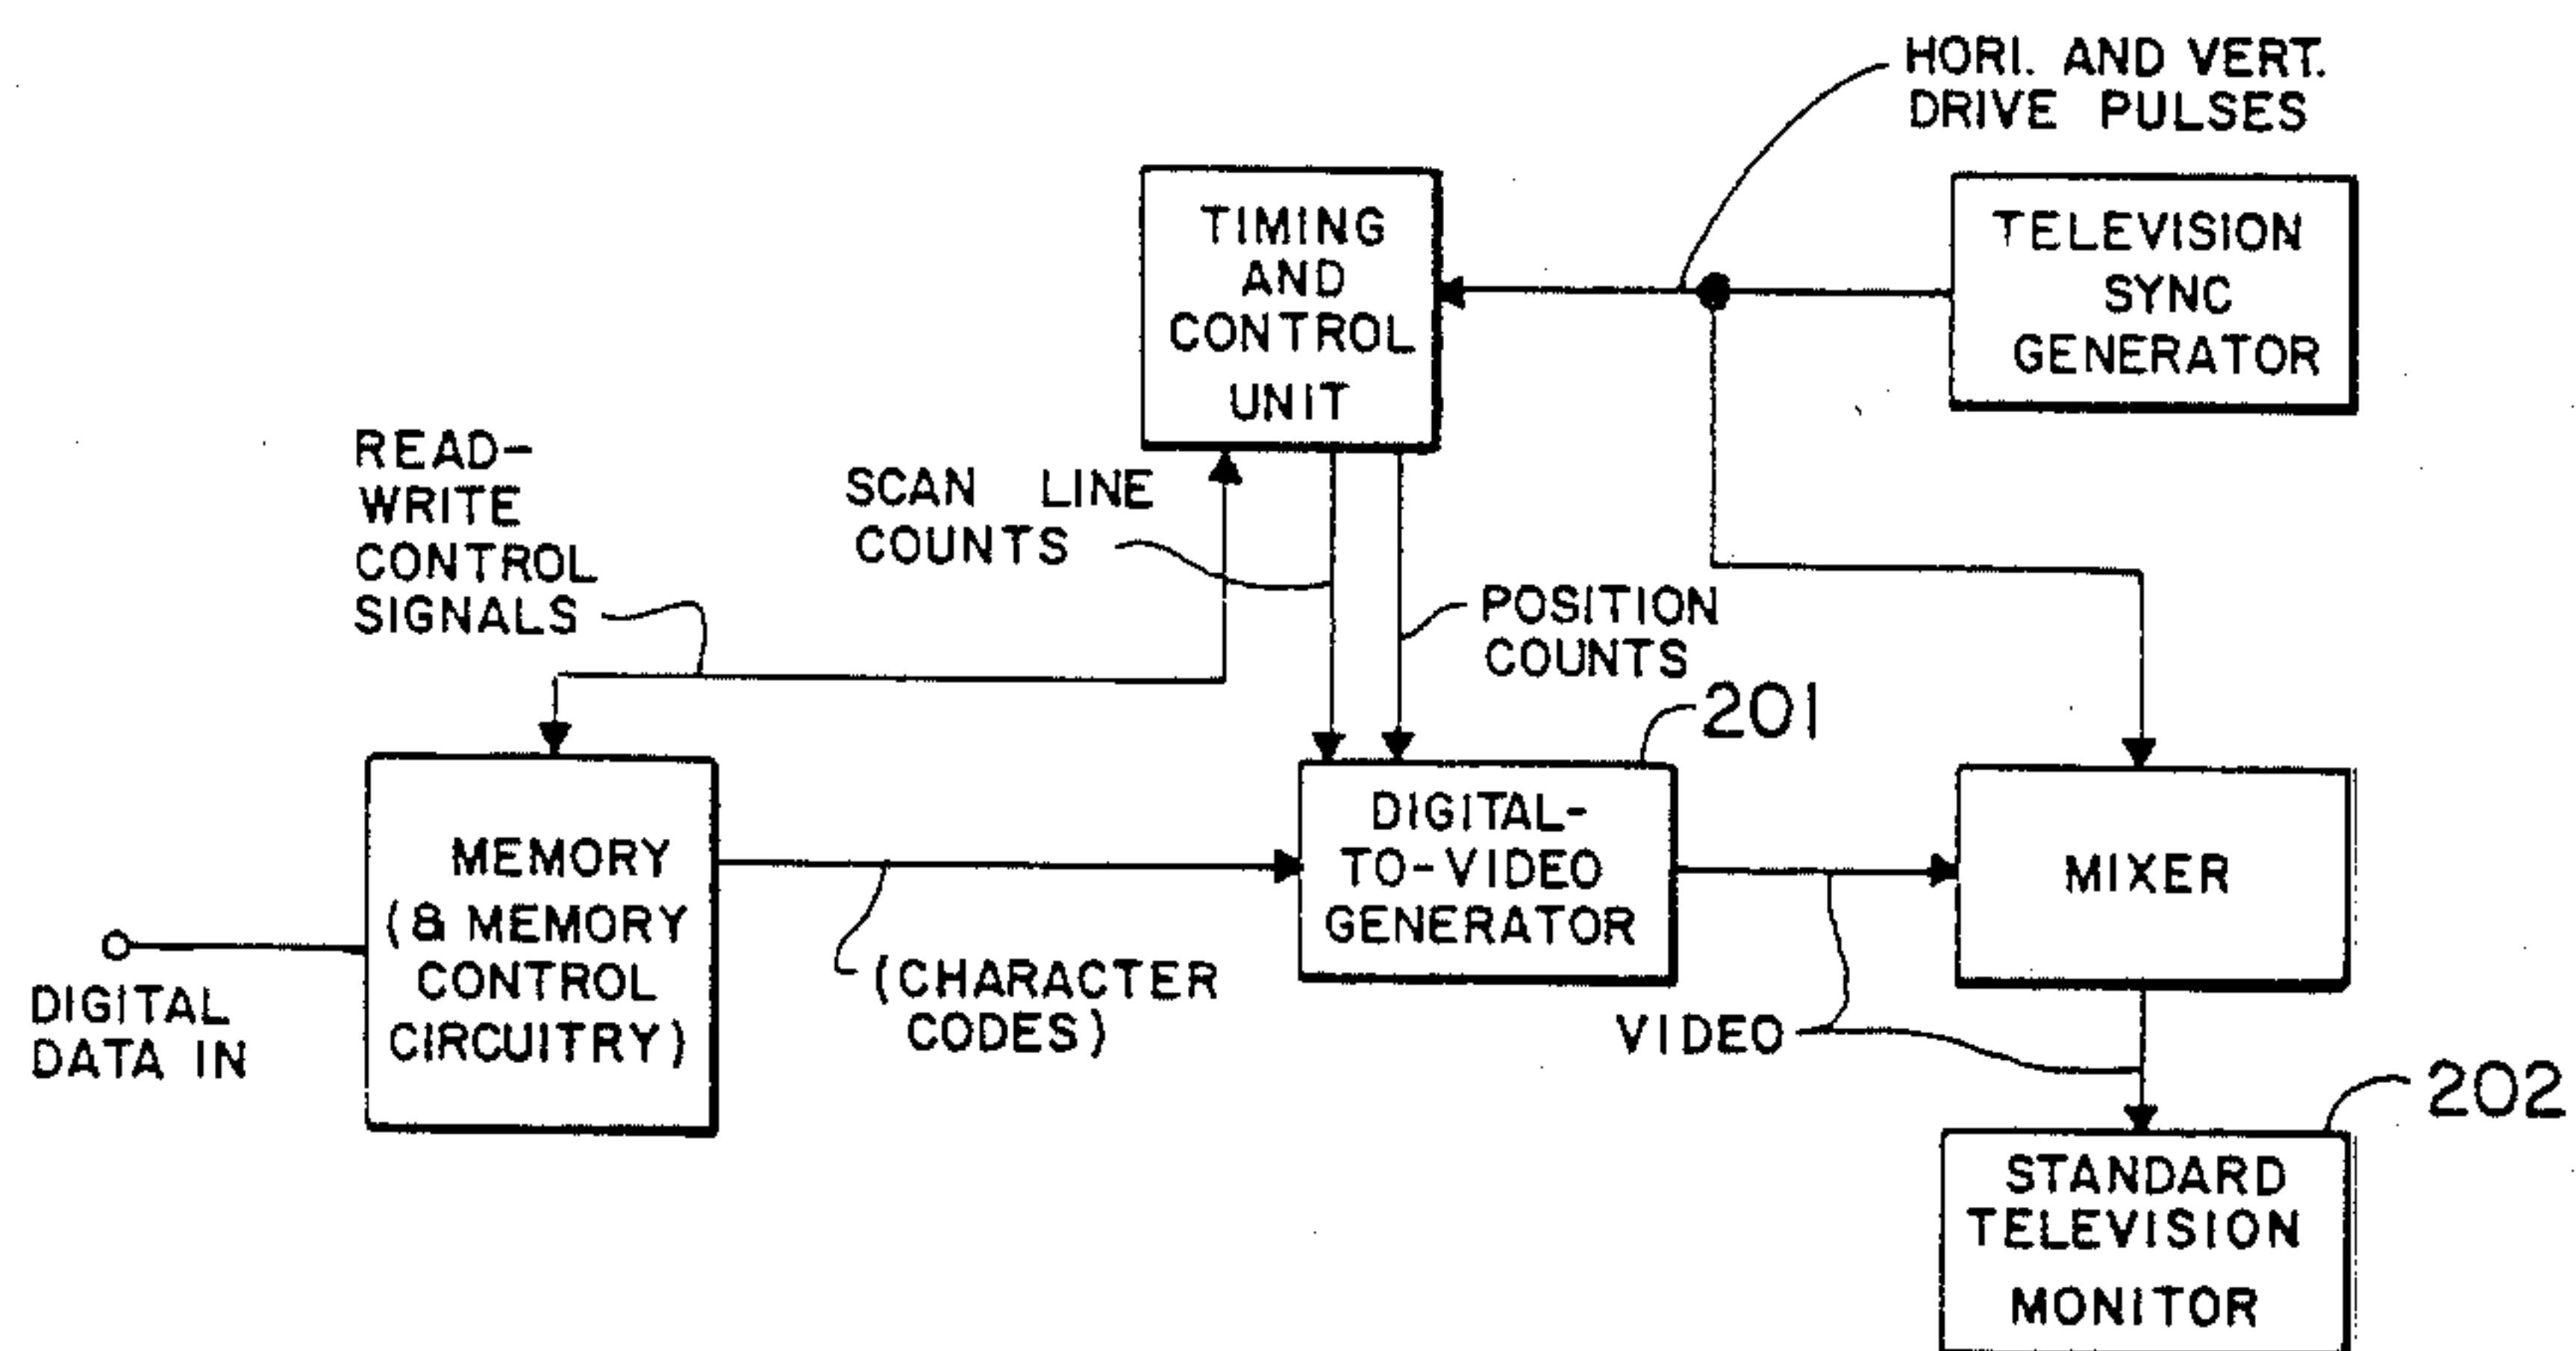 HORI. AND VERT.
DRIVE PULSES
TIMING
AND
CONTROL
UNIT
TELEVISION
SYNC
GENERATOR
READ-
WRITE
CONTROL
SIGNALS
SCAN LINE
COUNTS
POSITION
COUNTS
201
MEMORY
(& MEMORY
CONTROL
CIRCUITRY)
DIGITAL-
TO-VIDEO
GENERATOR
MIXER
DIGITAL
DATA IN
(CHARACTER
CODES)
VIDEO
202
STANDARD
TELEVISION
MONITOR